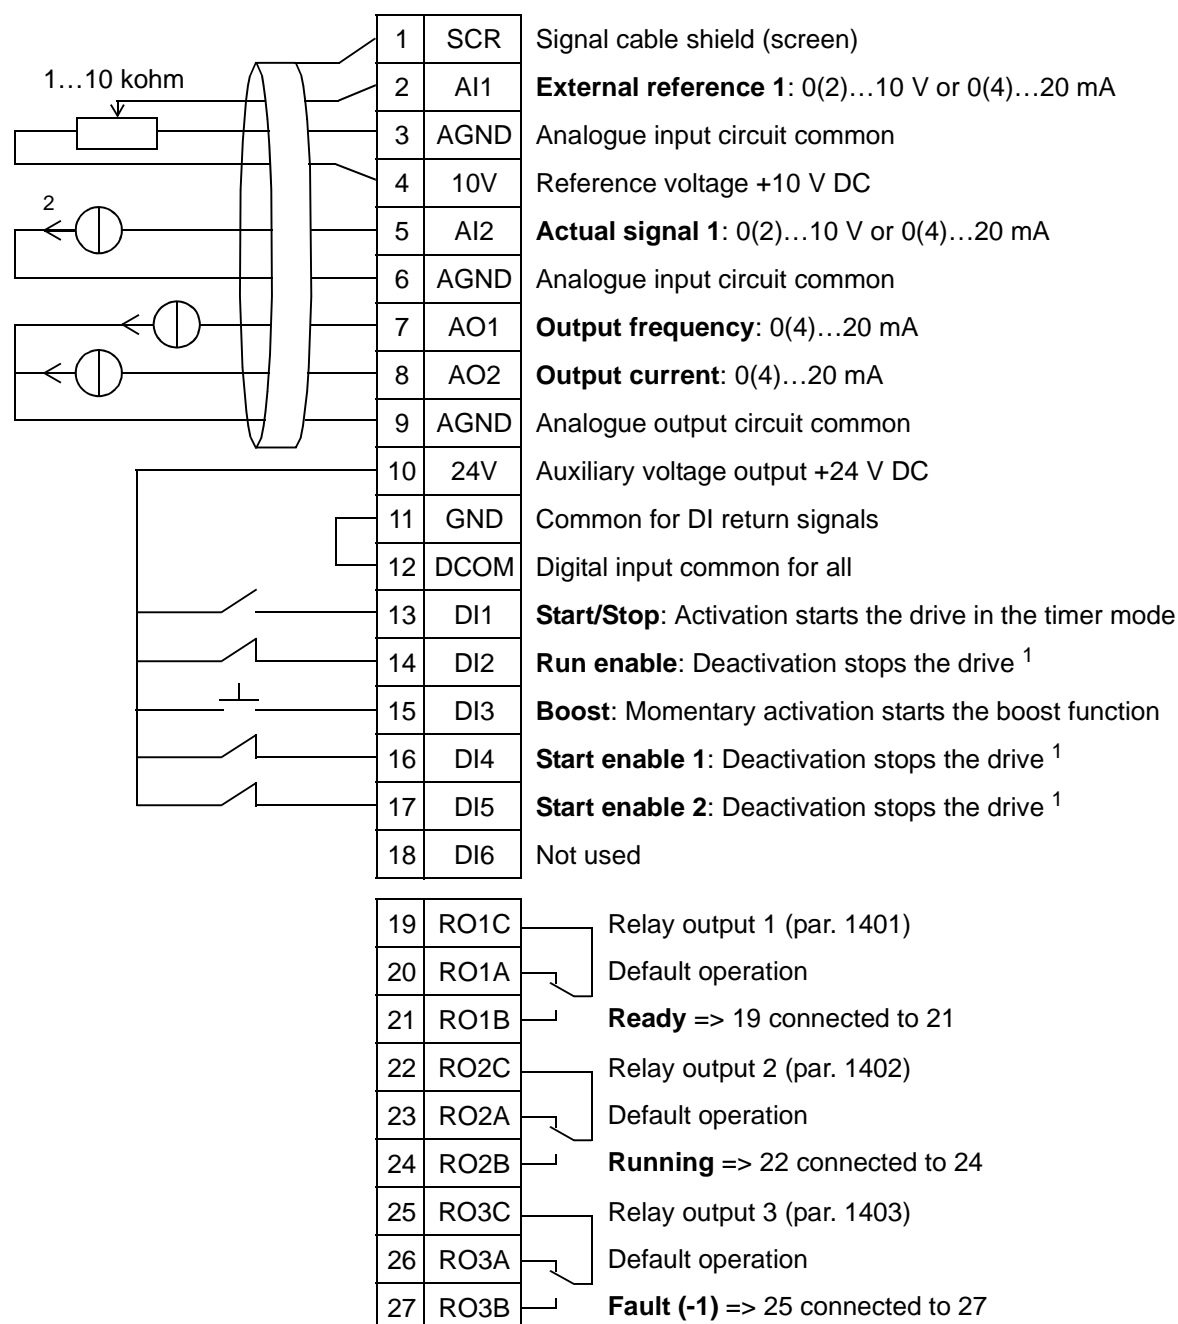 1 SCR Signal cable shield (screen)
1…10 kohm
2 AI1 External reference 1: 0(2)…10 V or 0(4)…20 mA
3 AGND Analogue input circuit common
4 10V Reference voltage +10 V DC
2
5 AI2 Actual signal 1: 0(2)…10 V or 0(4)…20 mA
6 AGND Analogue input circuit common
7 AO1 Output frequency: 0(4)…20 mA
8 AO2 Output current: 0(4)…20 mA
9 AGND Analogue output circuit common
10 24V Auxiliary voltage output +24 V DC
11 GND Common for DI return signals
12 DCOM Digital input common for all
13 DI1 Start/Stop: Activation starts the drive in the timer mode
14 DI2 Run enable: Deactivation stops the drive 1
15 DI3 Boost: Momentary activation starts the boost function
16 DI4 Start enable 1: Deactivation stops the drive 1
17 DI5 Start enable 2: Deactivation stops the drive 1
18 DI6 Not used
19 RO1C Relay output 1 (par. 1401)
20 RO1A Default operation
21 RO1B Ready => 19 connected to 21
22 RO2C Relay output 2 (par. 1402)
23 RO2A Default operation
24 RO2B Running => 22 connected to 24
25 RO3C Relay output 3 (par. 1403)
26 RO3A Default operation
27 RO3B Fault (-1) => 25 connected to 27